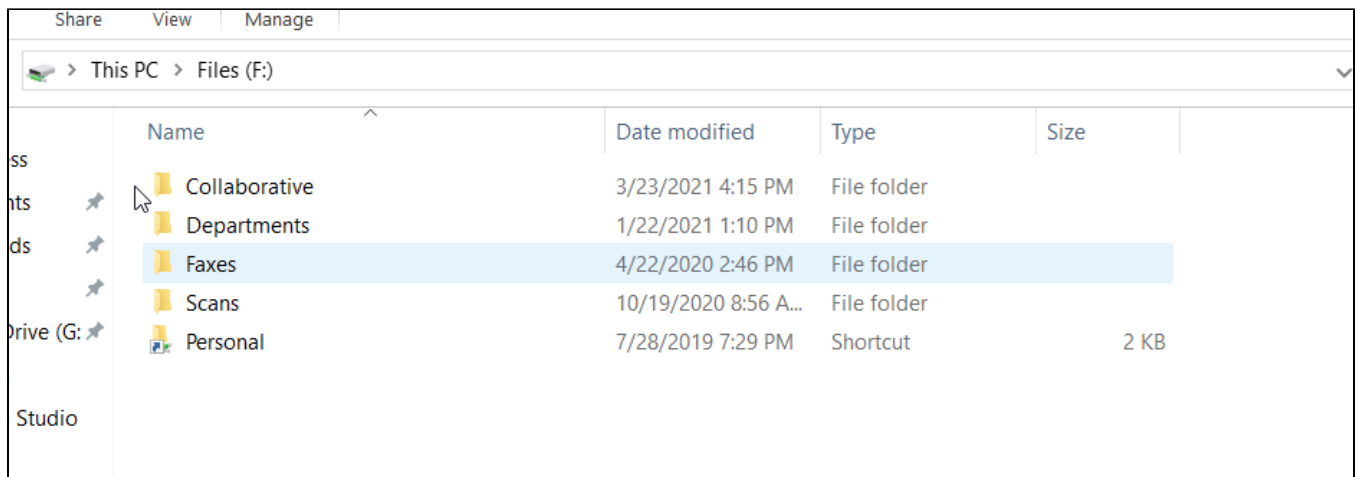 Share View Manage
This PC > Files (F:)
Name Date modified Type Size
Collaborative 3/23/2021 4:15 PM File folder
Departments 1/22/2021 1:10 PM File folder
Faxes 4/22/2020 2:46 PM File folder
Scans 10/19/2020 8:56 A... File folder
Personal 7/28/2019 7:29 PM Shortcut 2 KB
ss
nts
ds
Drive (G:
Studio